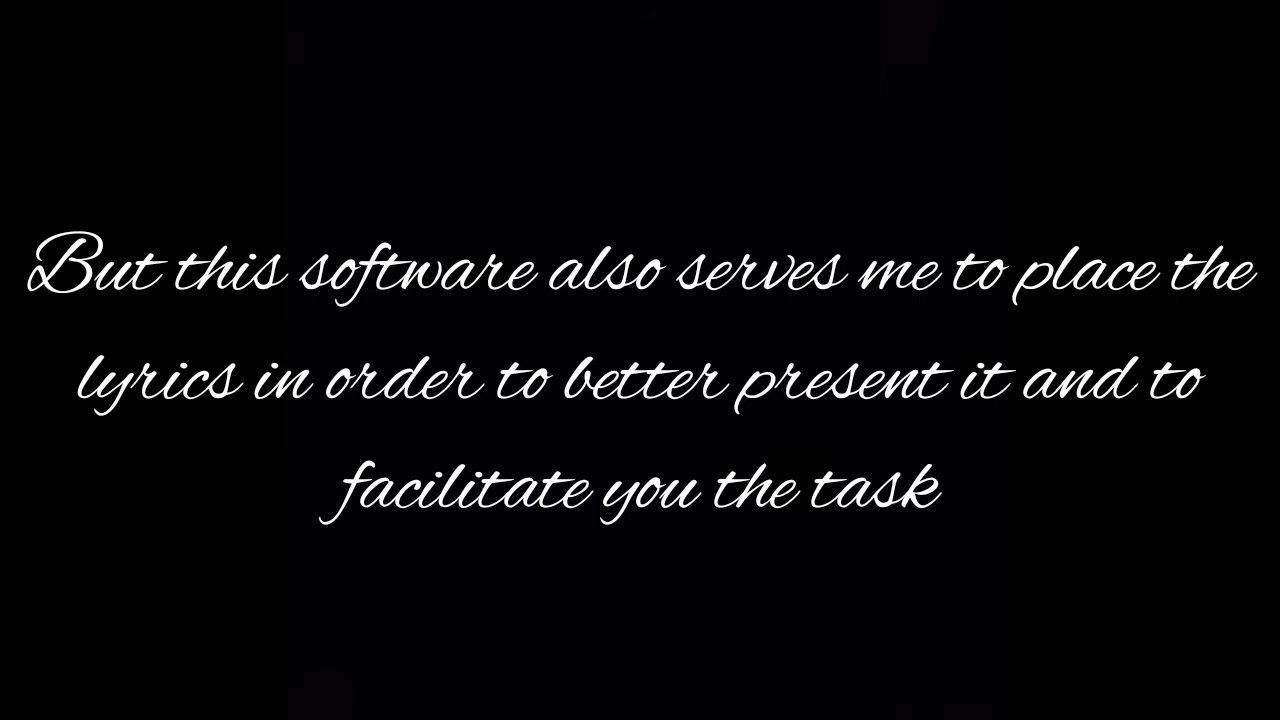 But this software also serves me to place the
lyrics in order to better present it and to
facilitate you the task